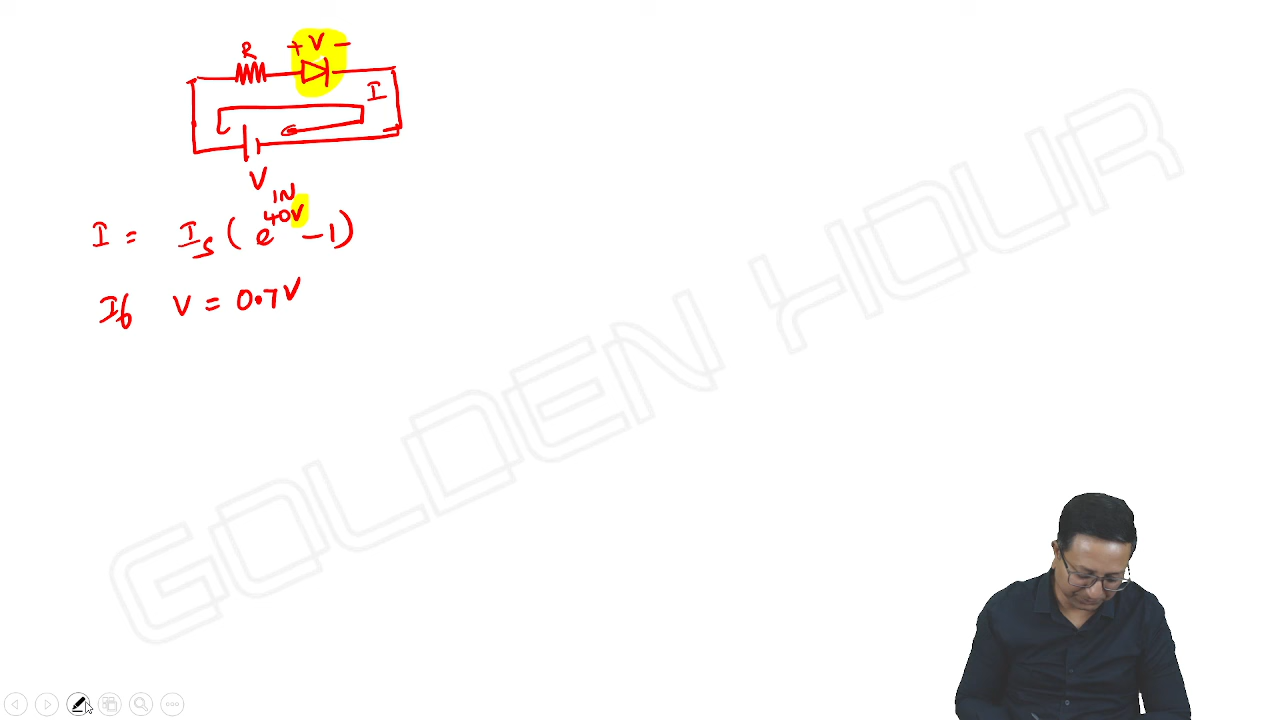 + V −
R
I
V IN
I = I_S ( e^{40V} − 1 )
If V = 0.7V
GOLDEN HOUR